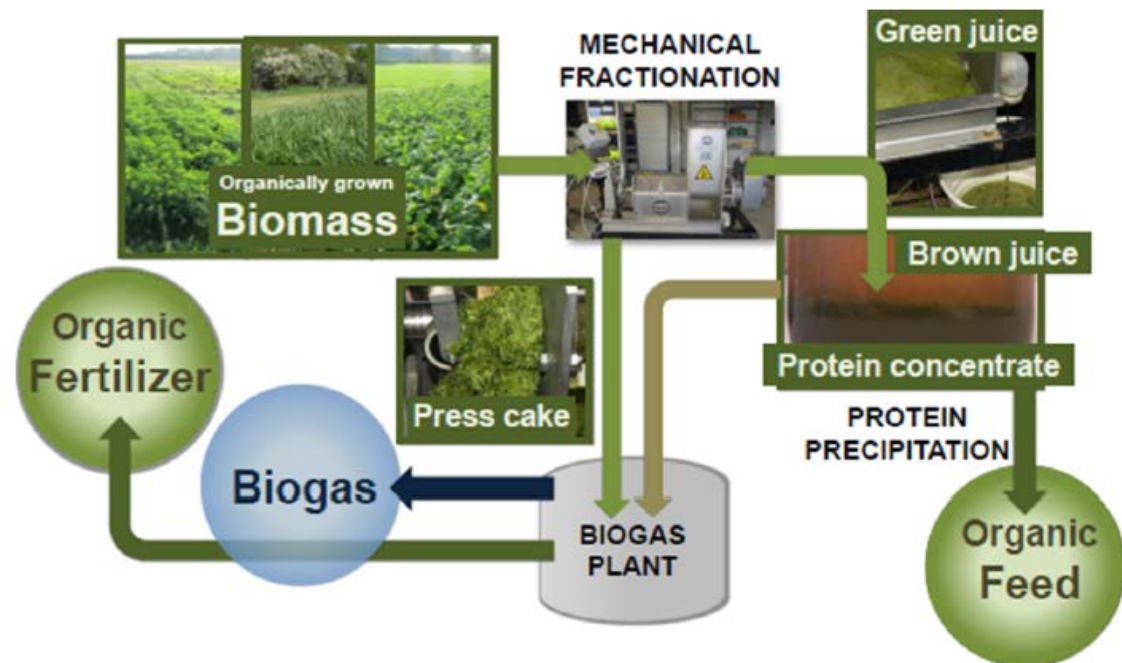 Organically grown
Biomass
MECHANICAL
FRACTIONATION
Green juice
Brown juice
Protein concentrate
PROTEIN
PRECIPITATION
Press cake
Organic
Fertilizer
Biogas
BIOGAS
PLANT
Organic
Feed